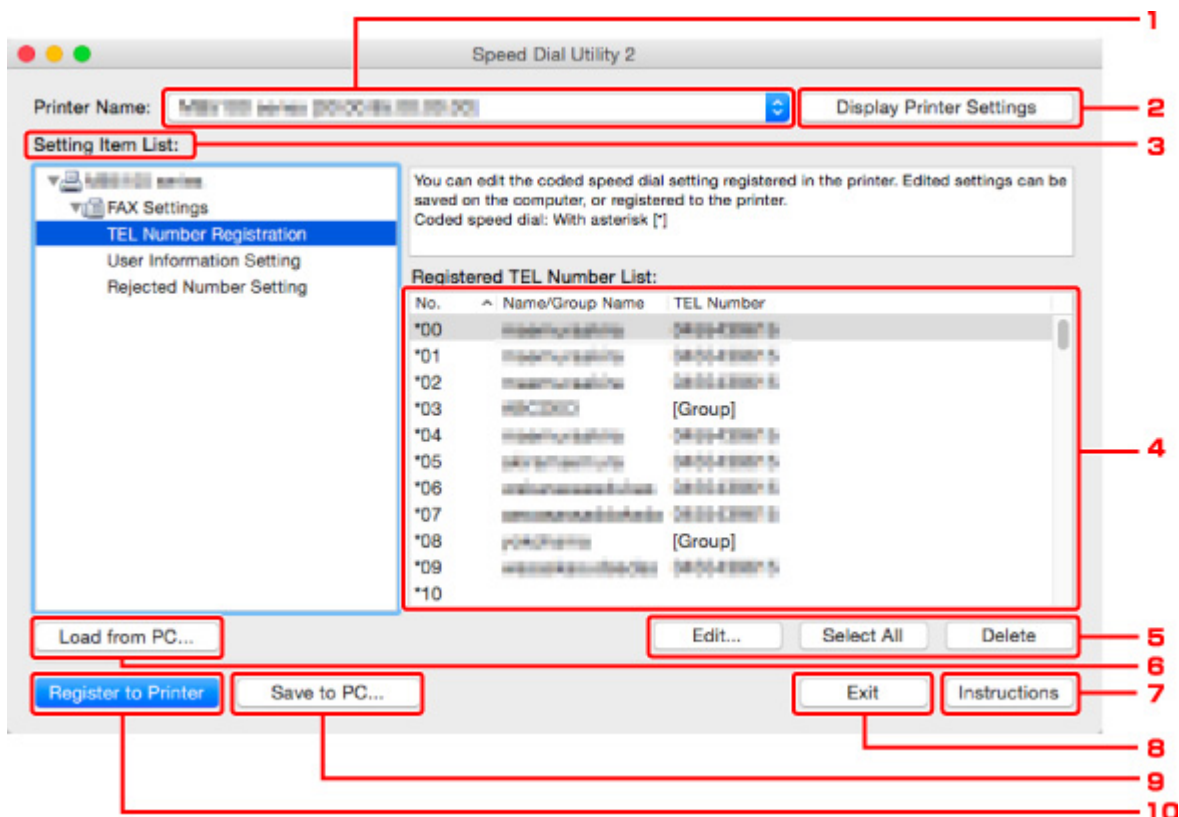 1
Speed Dial Utility 2
Printer Name:
Display Printer Settings
2
Setting Item List:
3
FAX Settings
TEL Number Registration
User Information Setting
Rejected Number Setting
You can edit the coded speed dial setting registered in the printer. Edited settings can be
saved on the computer, or registered to the printer.
Coded speed dial: With asterisk [*]
Registered TEL Number List:
No. Name/Group Name TEL Number
*00
*01
*02
*03 [Group]
*04
*05
*06
*07
*08 [Group]
*09
*10
4
Load from PC...
Edit... Select All Delete
5
6
Register to Printer Save to PC... Exit Instructions
7
8
9
10